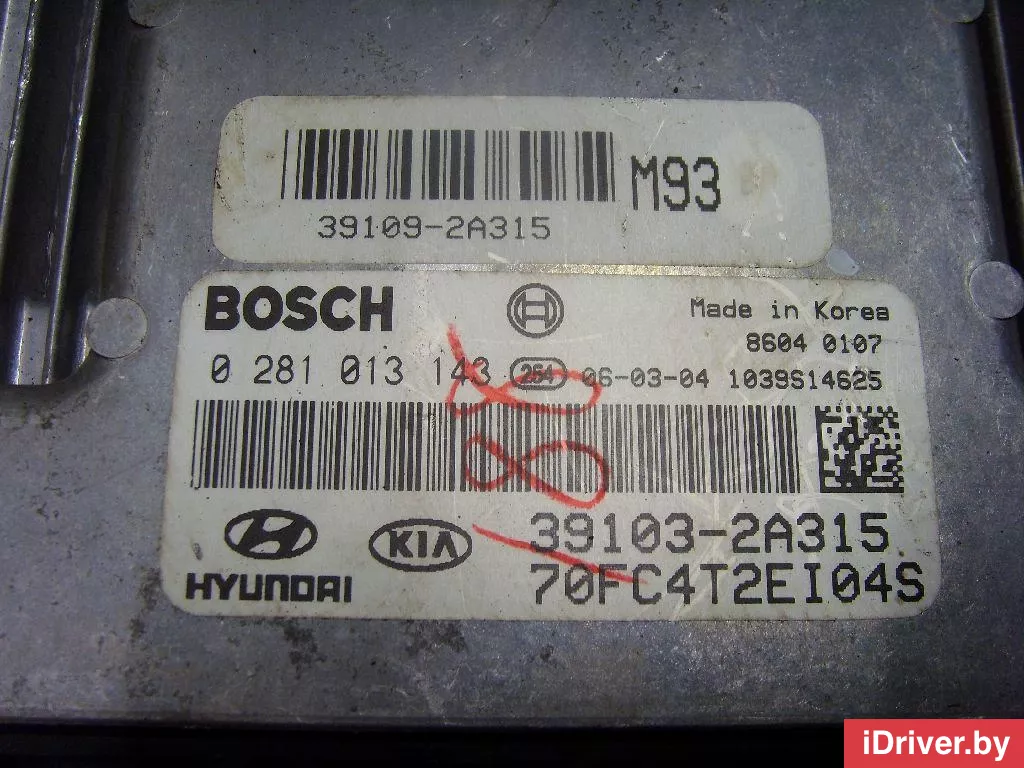 M93
39109-2A315
BOSCH
Made in Korea
8604 0107
0 281 013 143 254 06-03-04 1039S14625
HYUNDAI KIA 39103-2A315
70FC4T2EI04S
iDriver.by